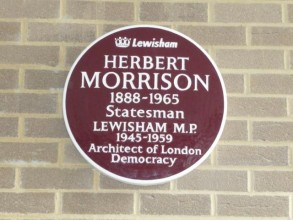 Lewisham
HERBERT
MORRISON
1888-1965
Statesman
LEWISHAM M.P.
1945-1959
Architect of London
Democracy